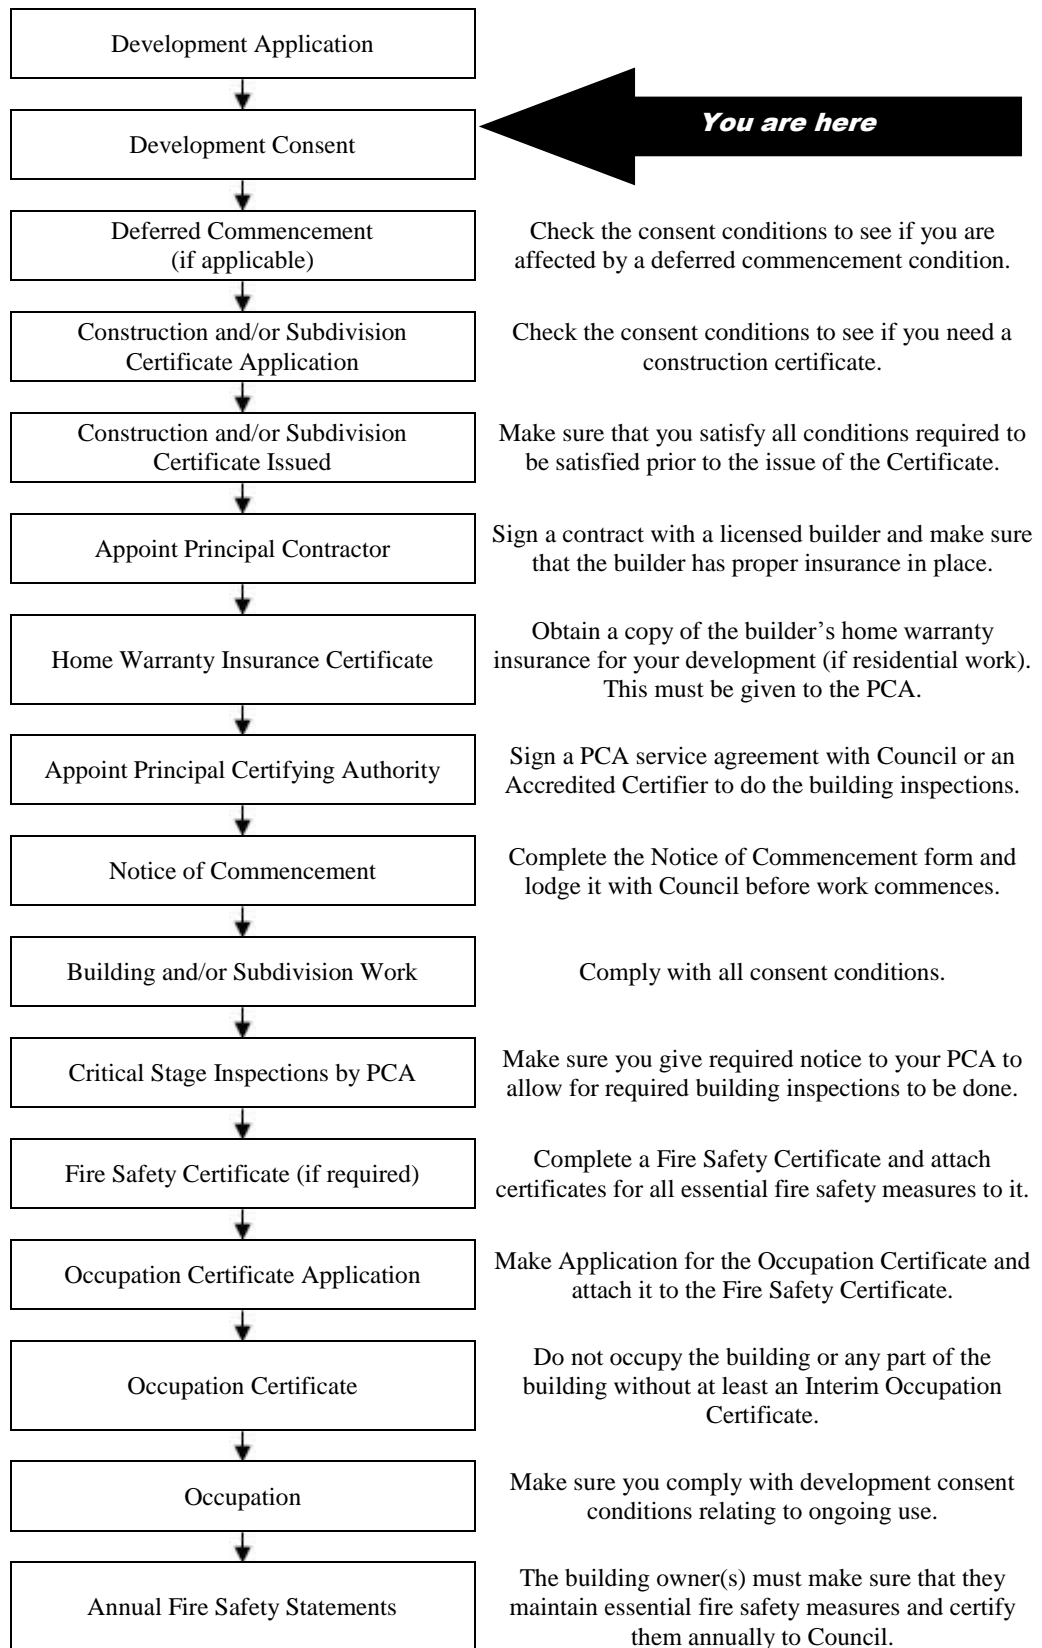 Development Application
You are here
Development Consent
Deferred Commencement
(if applicable)
Check the consent conditions to see if you are
affected by a deferred commencement condition.
Construction and/or Subdivision
Certificate Application
Check the consent conditions to see if you need a
construction certificate.
Construction and/or Subdivision
Certificate Issued
Make sure that you satisfy all conditions required to
be satisfied prior to the issue of the Certificate.
Appoint Principal Contractor
Sign a contract with a licensed builder and make sure
that the builder has proper insurance in place.
Home Warranty Insurance Certificate
Obtain a copy of the builder’s home warranty
insurance for your development (if residential work).
This must be given to the PCA.
Appoint Principal Certifying Authority
Sign a PCA service agreement with Council or an
Accredited Certifier to do the building inspections.
Notice of Commencement
Complete the Notice of Commencement form and
lodge it with Council before work commences.
Building and/or Subdivision Work
Comply with all consent conditions.
Critical Stage Inspections by PCA
Make sure you give required notice to your PCA to
allow for required building inspections to be done.
Fire Safety Certificate (if required)
Complete a Fire Safety Certificate and attach
certificates for all essential fire safety measures to it.
Occupation Certificate Application
Make Application for the Occupation Certificate and
attach it to the Fire Safety Certificate.
Occupation Certificate
Do not occupy the building or any part of the
building without at least an Interim Occupation
Certificate.
Occupation
Make sure you comply with development consent
conditions relating to ongoing use.
Annual Fire Safety Statements
The building owner(s) must make sure that they
maintain essential fire safety measures and certify
them annually to Council.